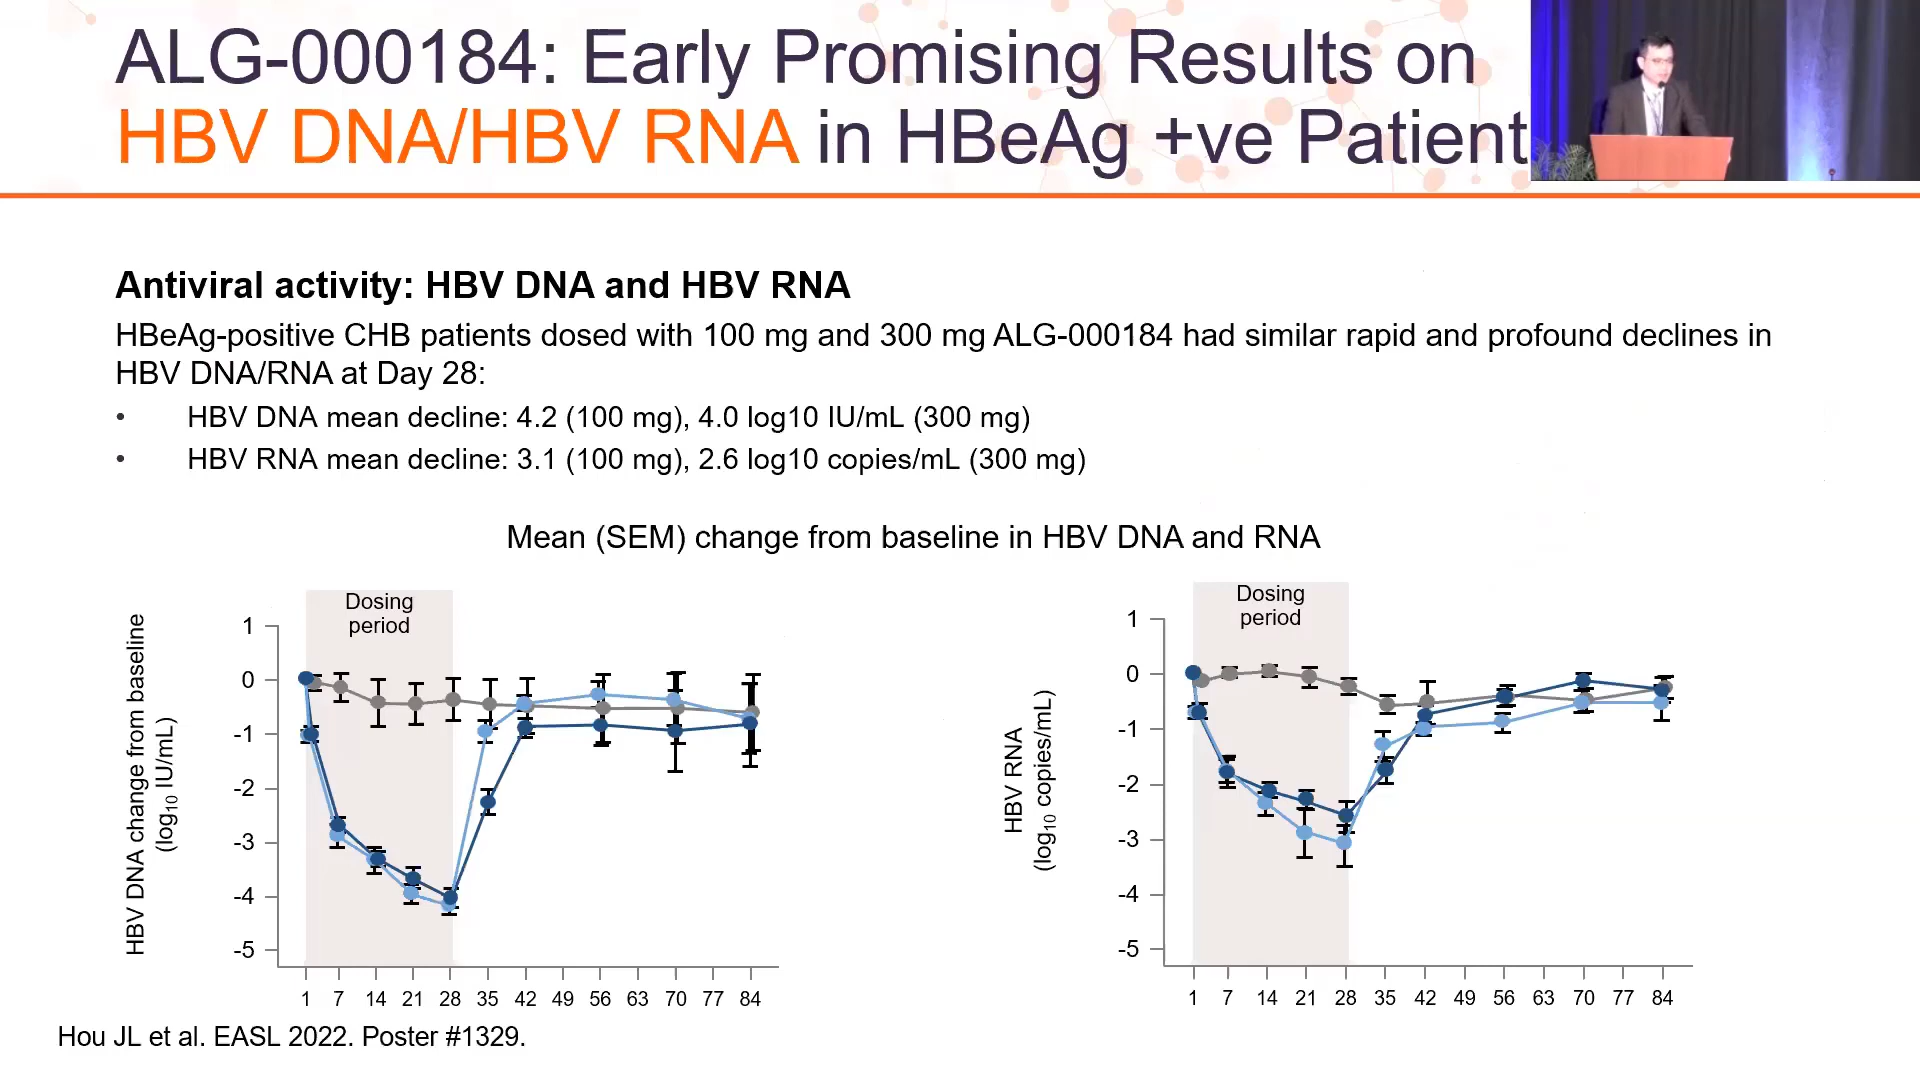 ALG-000184: Early Promising Results on
HBV DNA/HBV RNA in HBeAg +ve Patient
Antiviral activity: HBV DNA and HBV RNA
HBeAg-positive CHB patients dosed with 100 mg and 300 mg ALG-000184 had similar rapid and profound declines in
HBV DNA/RNA at Day 28:
• HBV DNA mean decline: 4.2 (100 mg), 4.0 log10 IU/mL (300 mg)
• HBV RNA mean decline: 3.1 (100 mg), 2.6 log10 copies/mL (300 mg)
Mean (SEM) change from baseline in HBV DNA and RNA
Dosing
period
HBV DNA change from baseline
(log10 IU/mL)
1
0
-1
-2
-3
-4
-5
1 7 14 21 28 35 42 49 56 63 70 77 84
Dosing
period
HBV RNA
(log10 copies/mL)
1
0
-1
-2
-3
-4
-5
1 7 14 21 28 35 42 49 56 63 70 77 84
Hou JL et al. EASL 2022. Poster #1329.